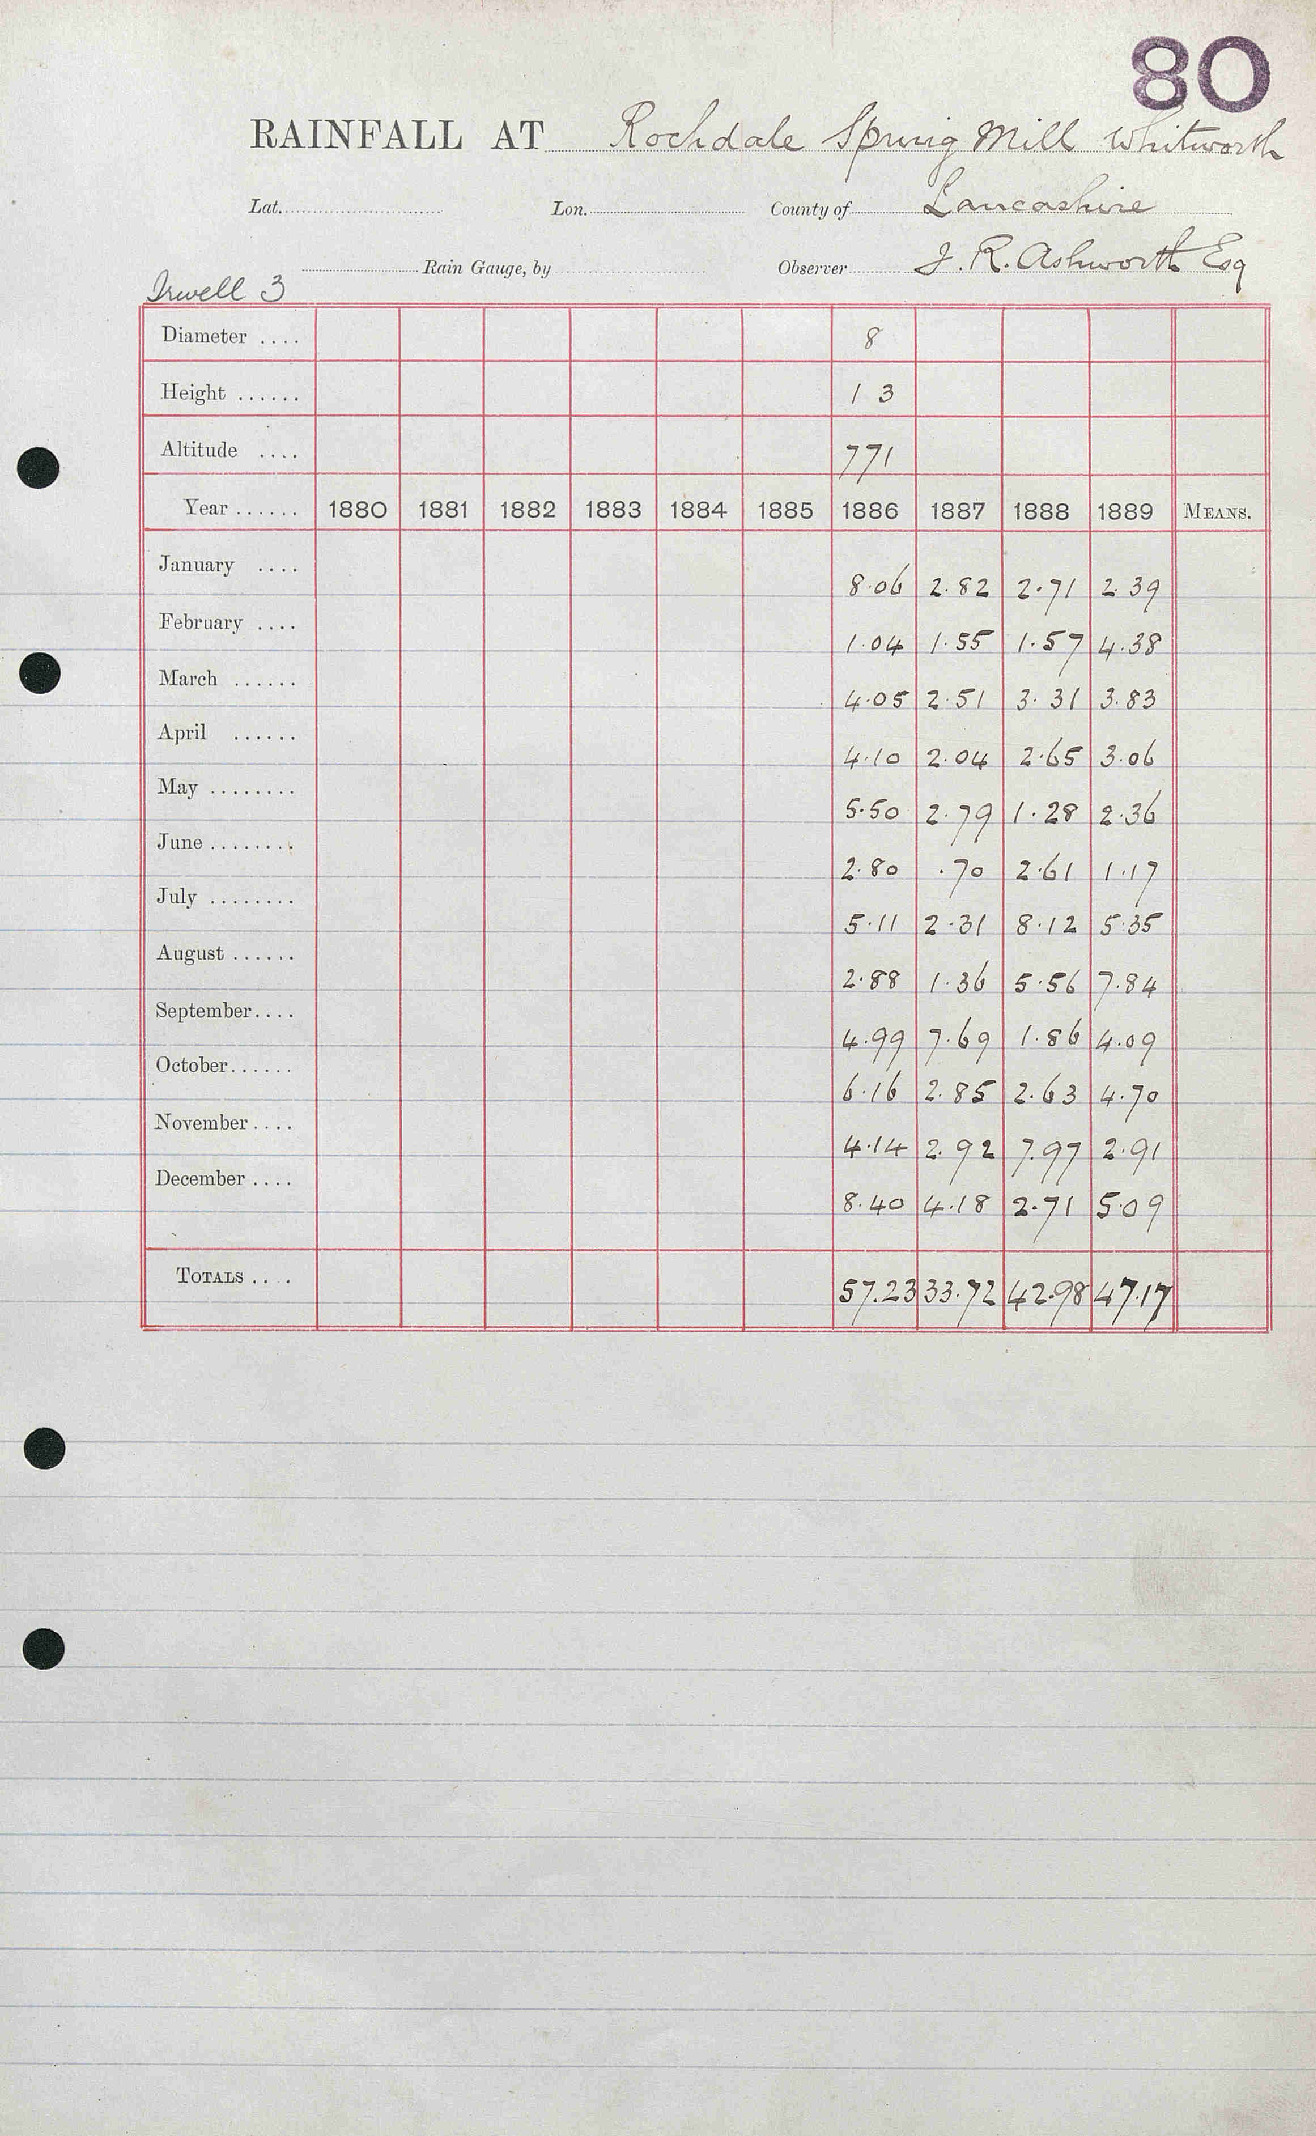 80
RAINFALL AT Rochdale Spring Mill Whitworth
Lat. Lon. County of Lancashire
Rain Gauge, by Observer J. R. Ashworth Esq
Irwell 3
Diameter .... 8
Height ...... 1 3
Altitude .... 771
Year ...... 1880 1881 1882 1883 1884 1885 1886 1887 1888 1889 MEANS.
January .... 8.06 2.82 2.71 2.39
February .... 1.04 1.55 1.57 4.38
March ...... 4.05 2.51 3.31 3.83
April ...... 4.10 2.04 2.65 3.06
May ........ 5.50 2.79 1.28 2.36
June ........ 2.80 .70 2.61 1.17
July ........ 5.11 2.31 8.12 5.35
August ...... 2.88 1.36 5.56 7.84
September.... 4.99 7.69 1.86 4.09
October...... 6.16 2.85 2.63 4.70
November.... 4.14 2.92 7.97 2.91
December .... 8.40 4.18 2.71 5.09
TOTALS .... 57.23 33.72 42.98 47.17